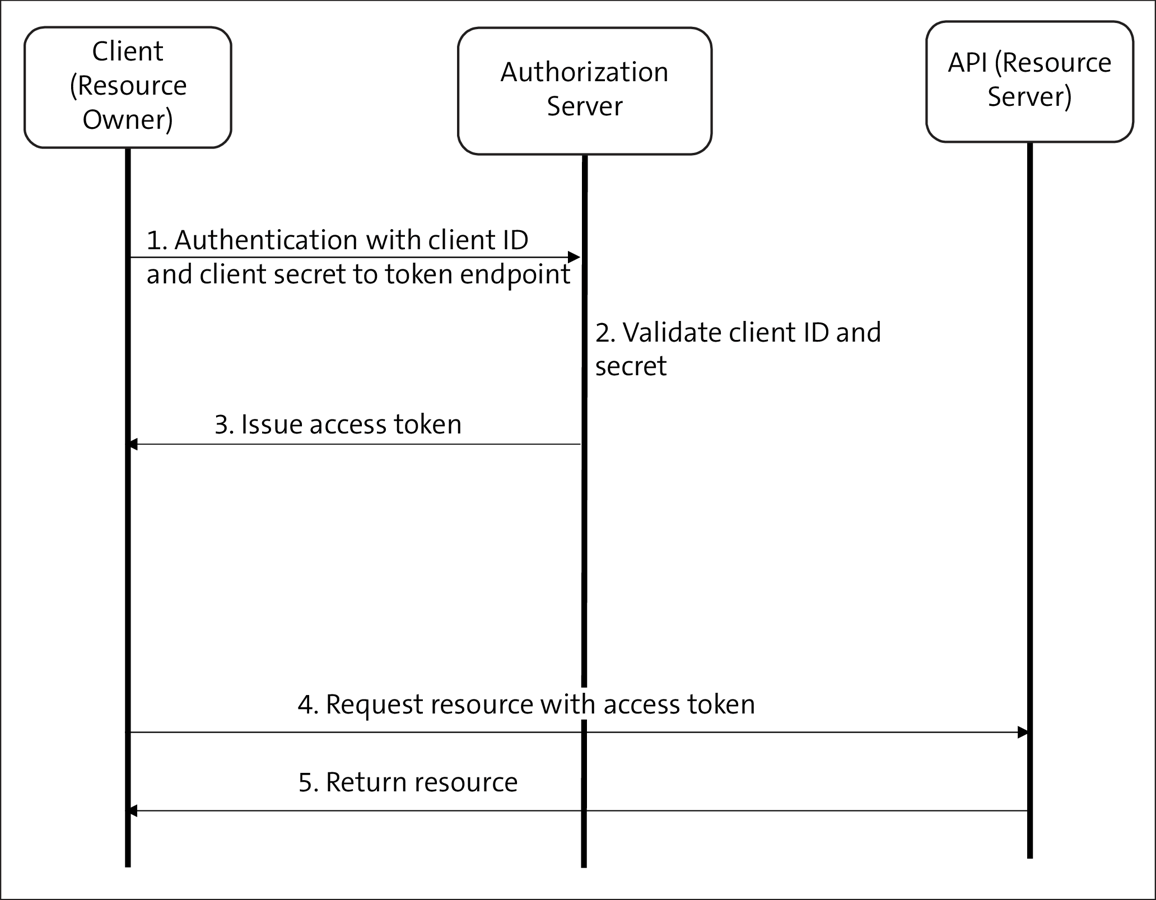 Client
(Resource
Owner)
Authorization
Server
API (Resource
Server)
1. Authentication with client ID
and client secret to token endpoint
2. Validate client ID and
secret
3. Issue access token
4. Request resource with access token
5. Return resource